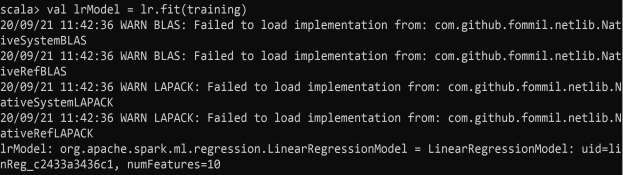 scala> val lrModel = lr.fit(training)
20/09/21 11:42:36 WARN BLAS: Failed to load implementation from: com.github.fommil.netlib.Nat
iveSystemBLAS
20/09/21 11:42:36 WARN BLAS: Failed to load implementation from: com.github.fommil.netlib.Nat
iveRefBLAS
20/09/21 11:42:36 WARN LAPACK: Failed to load implementation from: com.github.fommil.netlib.N
ativeSystemLAPACK
20/09/21 11:42:36 WARN LAPACK: Failed to load implementation from: com.github.fommil.netlib.N
ativeRefLAPACK
lrModel: org.apache.spark.ml.regression.LinearRegressionModel = LinearRegressionModel: uid=li
nReg_c2433a3436c1, numFeatures=10